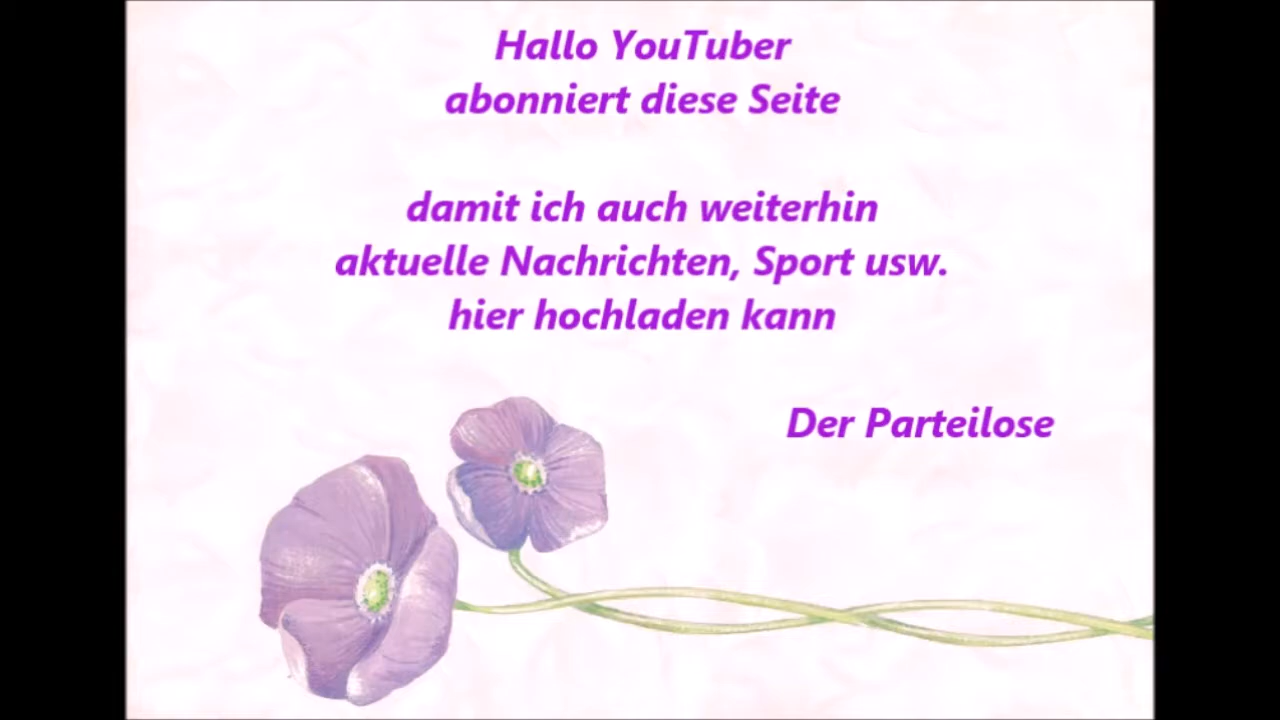 Hallo YouTuber
abonniert diese Seite
damit ich auch weiterhin
aktuelle Nachrichten, Sport usw.
hier hochladen kann
Der Parteilose